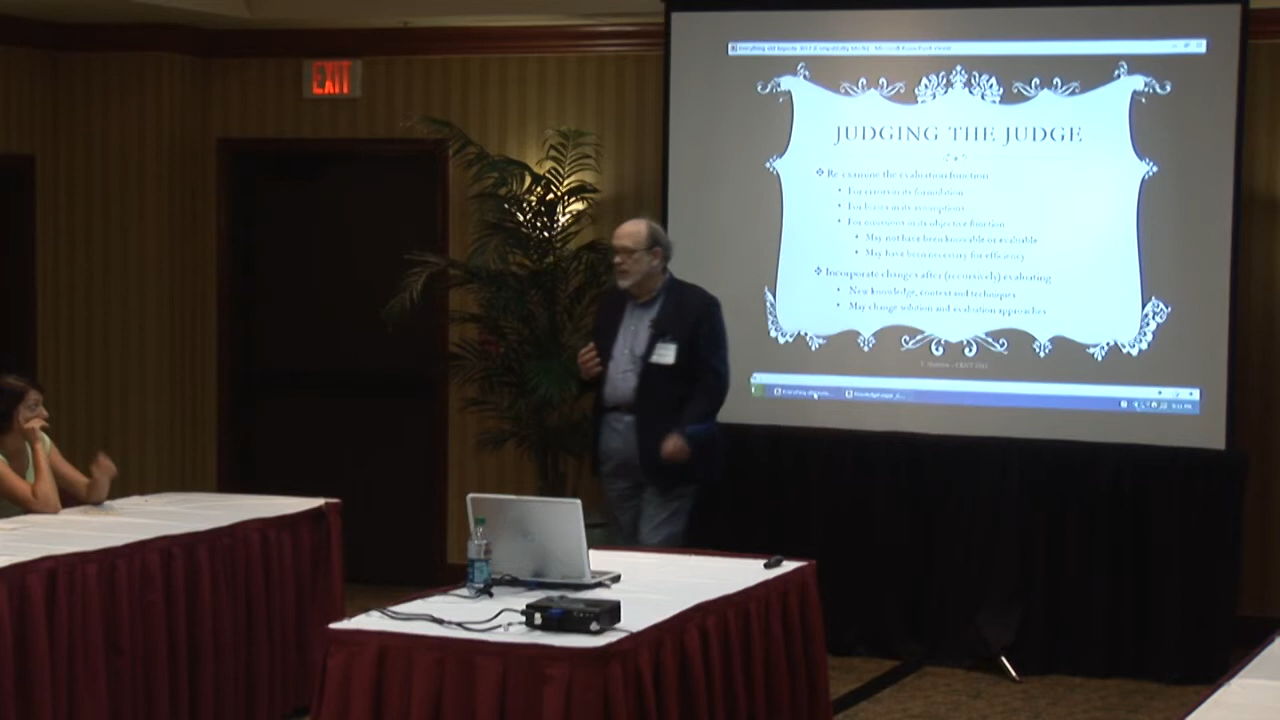 EXIT
JUDGING THE JUDGE
Re-examine the evaluation function
For errors in its formulation
For biases in its assumptions
For omissions in its objective function
May not have been knowable or evaluable
May have been necessary for efficiency
Incorporate changes after (recursively) evaluating
New knowledge, context and techniques
May change solution and evaluation approaches